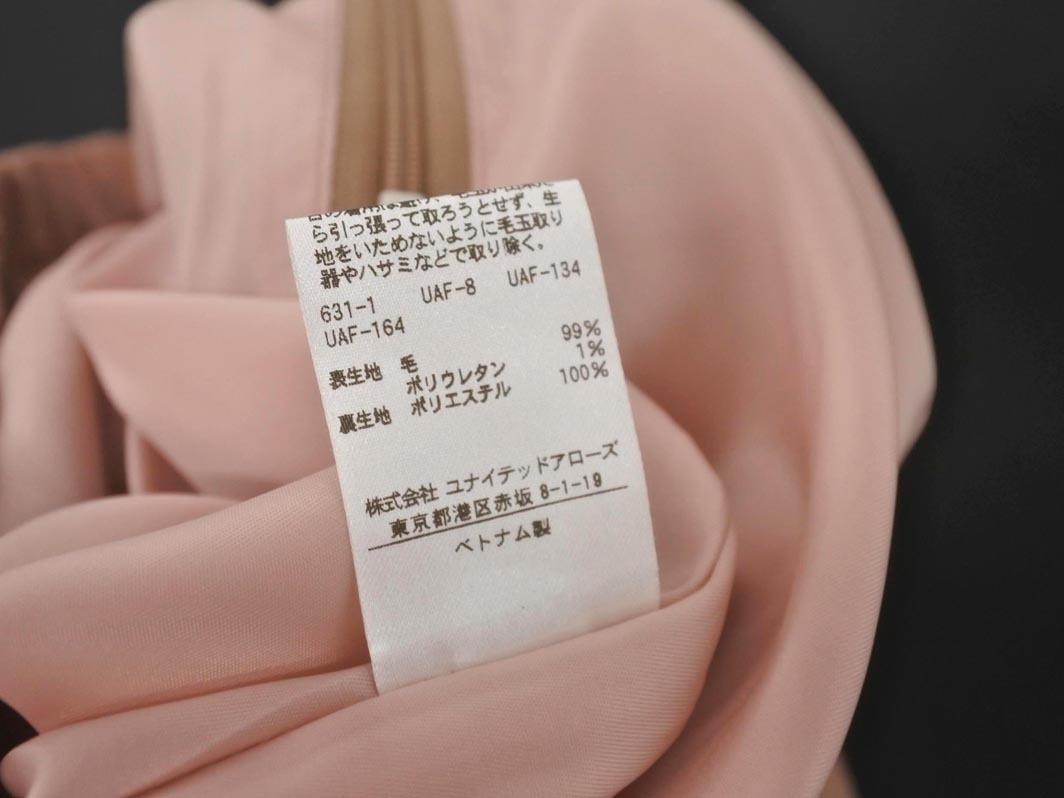 ら引っ張って取ろうとせず、生
地をいためないように毛玉取り
器やハサミなどで取り除く。
631-1 UAF-8 UAF-134
UAF-164
表生地 毛 99%
ポリウレタン 1%
裏生地 ポリエステル 100%
株式会社 ユナイテッドアローズ
東京都港区赤坂 8-1-19
ベトナム製